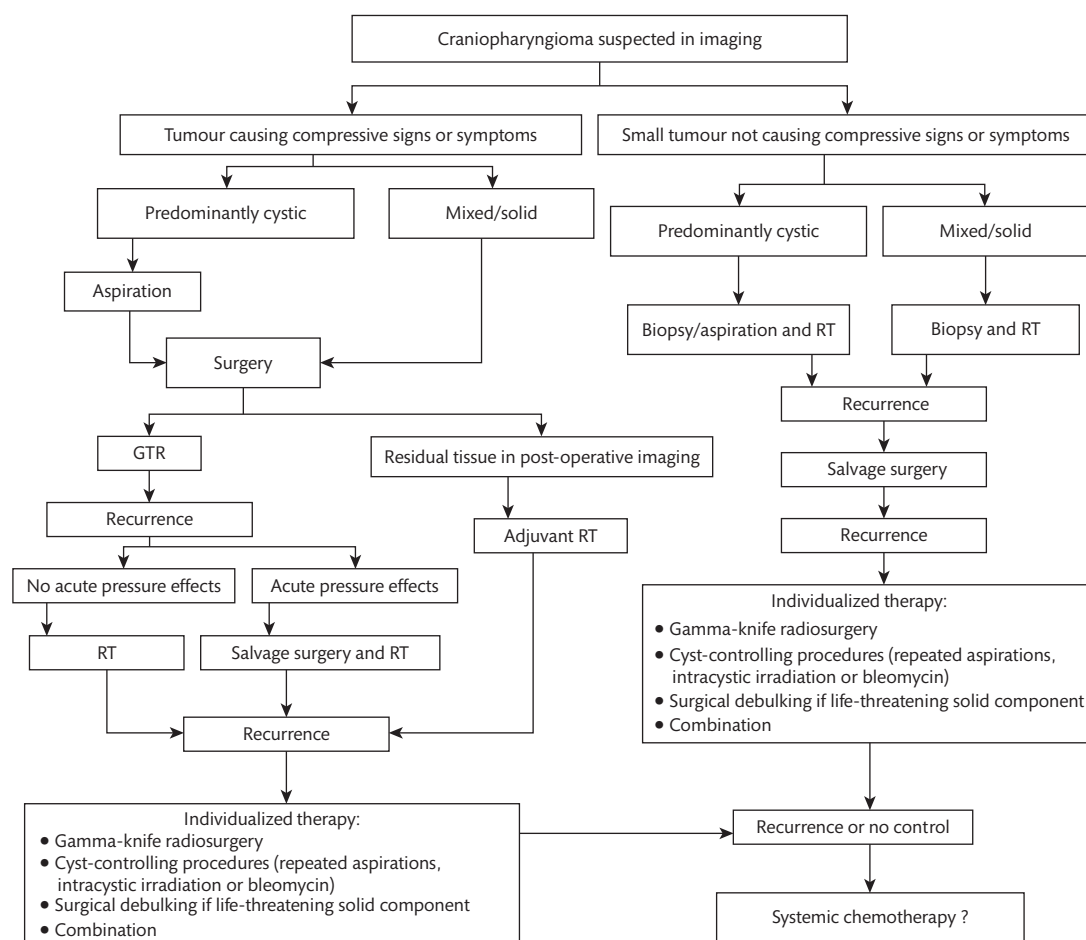 Craniopharyngioma suspected in imaging
Tumour causing compressive signs or symptoms
Small tumour not causing compressive signs or symptoms
Predominantly cystic
Mixed/solid
Predominantly cystic
Mixed/solid
Aspiration
Biopsy/aspiration and RT
Biopsy and RT
Surgery
Recurrence
GTR
Residual tissue in post-operative imaging
Salvage surgery
Recurrence
Adjuvant RT
Recurrence
No acute pressure effects
Acute pressure effects
RT
Salvage surgery and RT
Individualized therapy:
• Gamma-knife radiosurgery
• Cyst-controlling procedures (repeated aspirations,
intracystic irradiation or bleomycin)
• Surgical debulking if life-threatening solid component
• Combination
Recurrence
Individualized therapy:
• Gamma-knife radiosurgery
• Cyst-controlling procedures (repeated aspirations,
intracystic irradiation or bleomycin)
• Surgical debulking if life-threatening solid component
• Combination
Recurrence or no control
Systemic chemotherapy ?